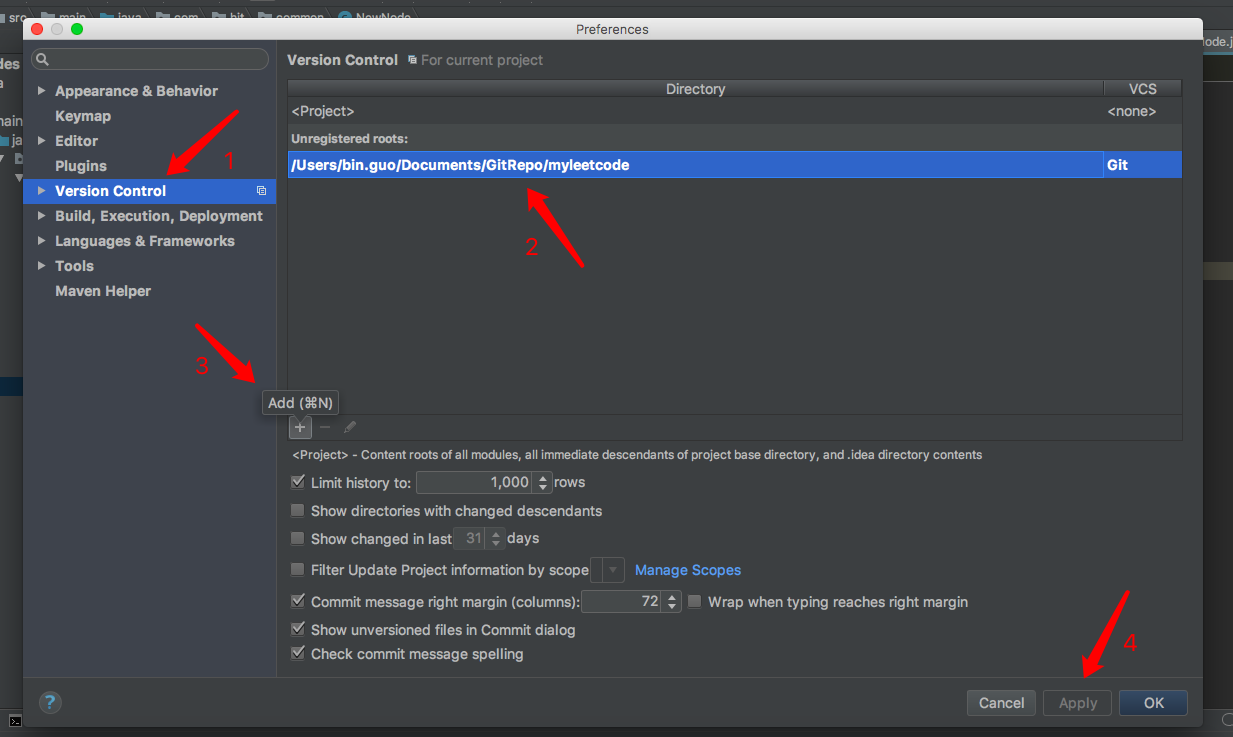 src main java com bit common NowNode
Preferences
ode.j
des
a
Version Control For current project
Directory VCS
Appearance & Behavior
<Project> <none>
Keymap
main
Unregistered roots:
Editor
ja
1
Plugins
/Users/bin.guo/Documents/GitRepo/myleetcode Git
Version Control
Build, Execution, Deployment
Languages & Frameworks
2
Tools
Maven Helper
3
Add (⌘N)
+ −
<Project> - Content roots of all modules, all immediate descendants of project base directory, and .idea directory contents
Limit history to: 1,000 rows
Show directories with changed descendants
Show changed in last 31 days
Filter Update Project information by scope Manage Scopes
Commit message right margin (columns): 72 Wrap when typing reaches right margin
Show unversioned files in Commit dialog
4
Check commit message spelling
? Cancel Apply OK